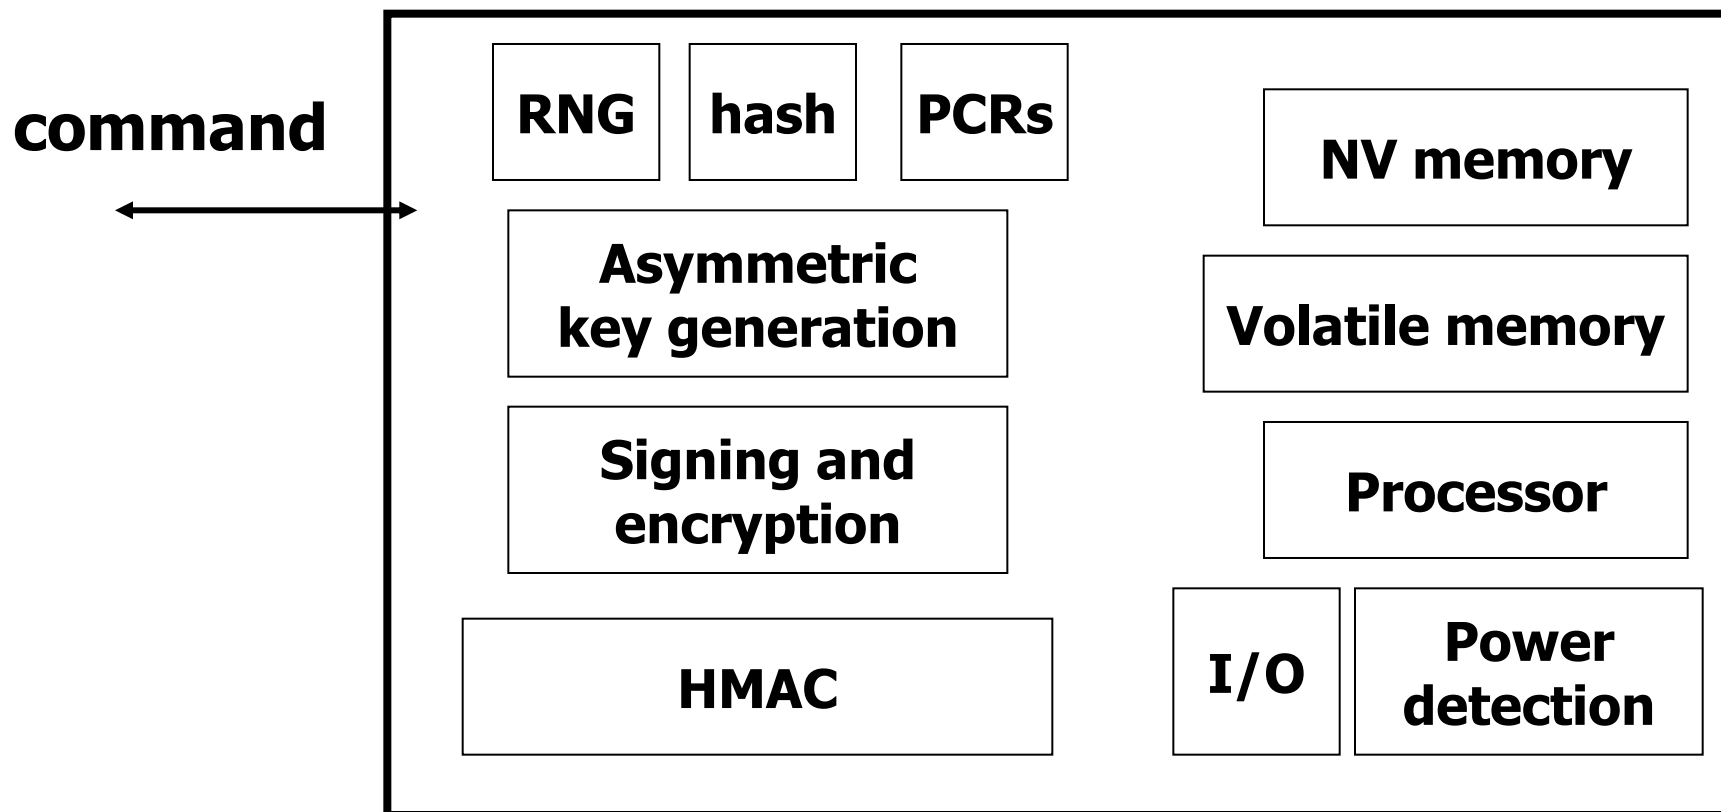 command
RNG
hash
PCRs
Asymmetric
key generation
Signing and
encryption
HMAC
NV memory
Volatile memory
Processor
I/O
Power
detection